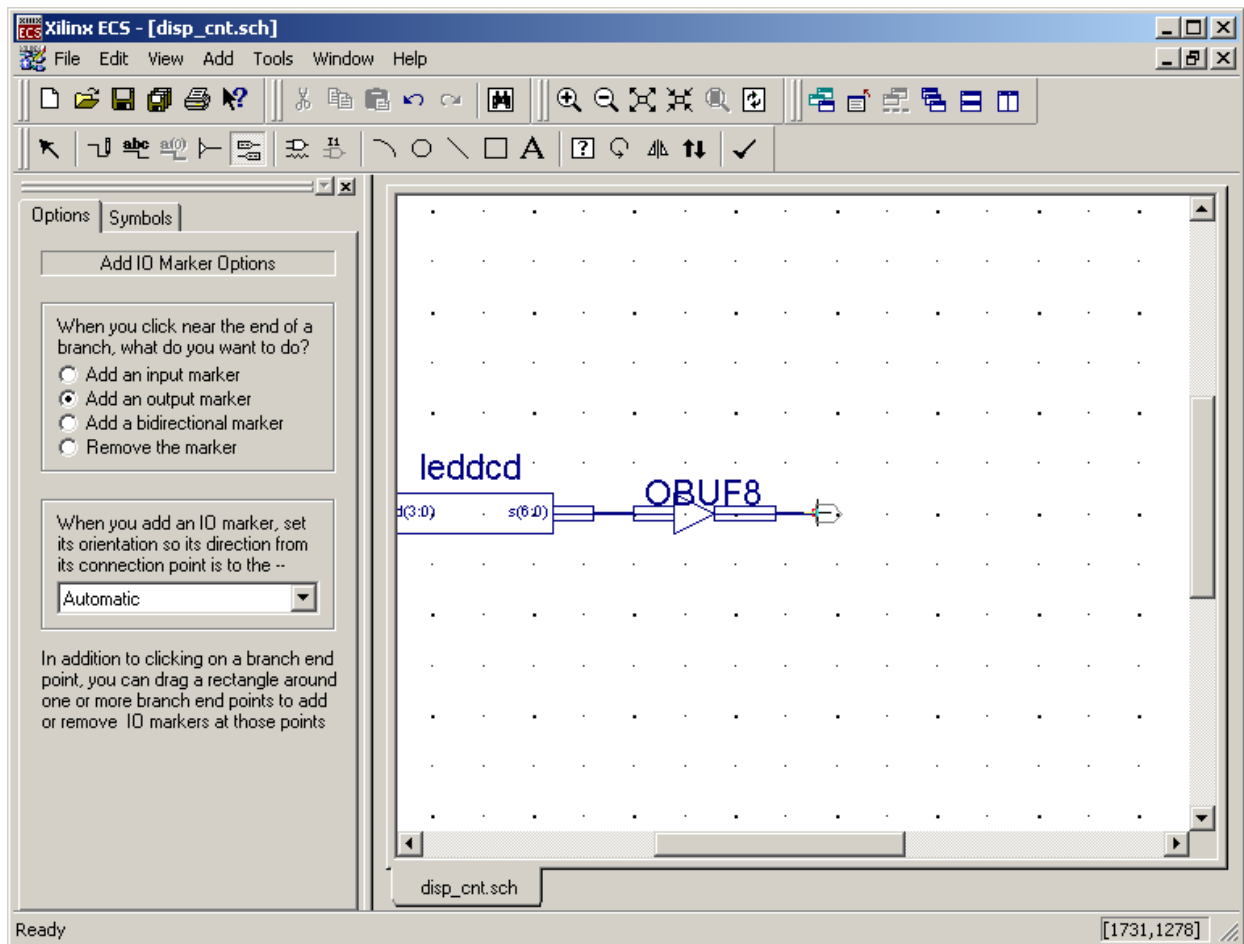 XILINX ECS Xilinx ECS - [disp_cnt.sch]
File Edit View Add Tools Window Help
abc a(0) I1 A ?
Options Symbols
Add IO Marker Options
When you click near the end of a
branch, what do you want to do?
Add an input marker
Add an output marker
Add a bidirectional marker
Remove the marker
When you add an IO marker, set
its orientation so its direction from
its connection point is to the --
Automatic
In addition to clicking on a branch end
point, you can drag a rectangle around
one or more branch end points to add
or remove IO markers at those points
leddcd
OBUF8
d(3:0) s(6:0)
disp_cnt.sch
Ready [1731,1278]